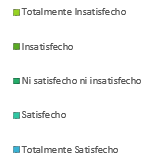 Totalmente Insatisfecho
Insatisfecho
Ni satisfecho ni insatisfecho
Satisfecho
Totalmente Satisfecho